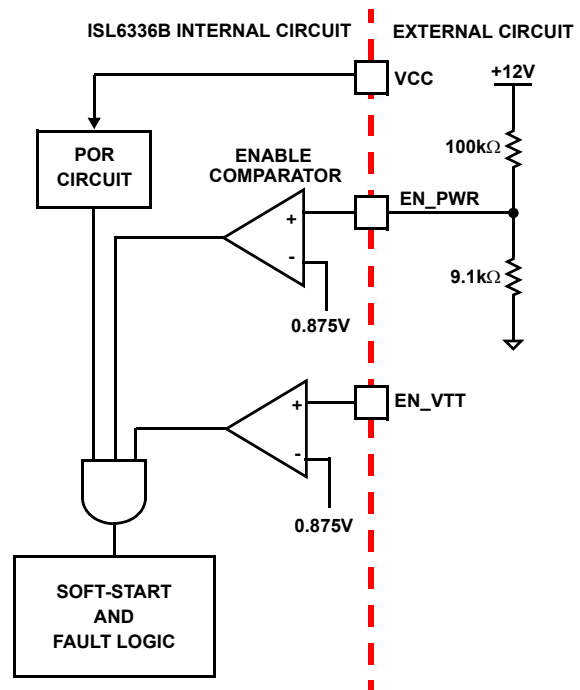 ISL6336B INTERNAL CIRCUIT
EXTERNAL CIRCUIT
VCC
+12V
POR
CIRCUIT
100kΩ
ENABLE
COMPARATOR
+
-
EN_PWR
0.875V
9.1kΩ
+
-
EN_VTT
0.875V
SOFT-START
AND
FAULT LOGIC